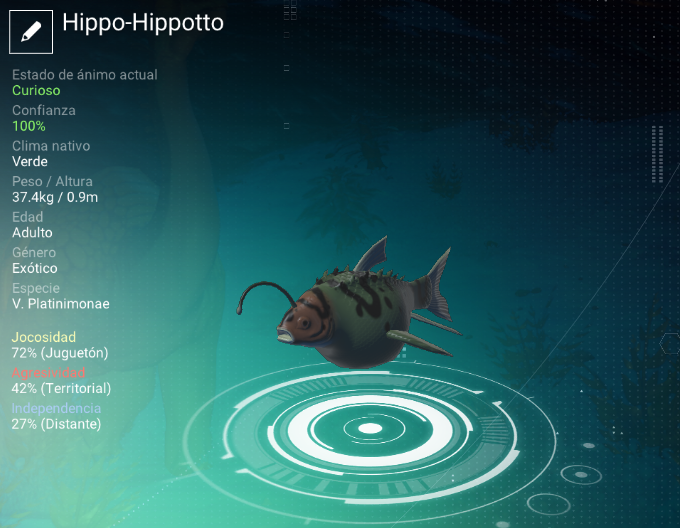 Hippo-Hippotto
Estado de ánimo actual
Curioso
Confianza
100%
Clima nativo
Verde
Peso / Altura
37.4kg / 0.9m
Edad
Adulto
Género
Exótico
Especie
V. Platinimonae
Jocosidad
72% (Juguetón)
Agresividad
42% (Territorial)
Independencia
27% (Distante)